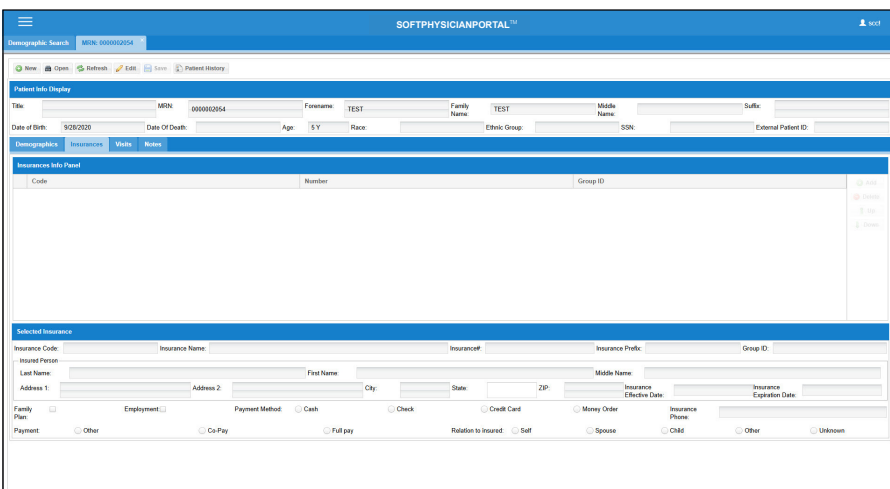 SOFTPHYSICIANPORTAL™ sccf
Demographic Search MRN: 0000002054
New Open Refresh Edit Save Patient History
Patient Info Display
Title: MRN: 0000002054 Forename: TEST Family Name: TEST Middle Name: Suffix:
Date of Birth: 9/28/2020 Date Of Death: Age: 5 Y Race: Ethnic Group: SSN: External Patient ID:
Demographics Insurances Visits Notes
Insurances Info Panel
Code Number Group ID
Add
Delete
Up
Down
Selected Insurance
Insurance Code: Insurance Name: Insurance#: Insurance Prefix: Group ID:
Insured Person
Last Name: First Name: Middle Name:
Address 1: Address 2: City: State: ZIP: Insurance Effective Date: Insurance Expiration Date:
Family Plan: Employment: Payment Method: Cash Check Credit Card Money Order Insurance Phone:
Payment: Other Co-Pay Full pay Relation to insured: Self Spouse Child Other Unknown